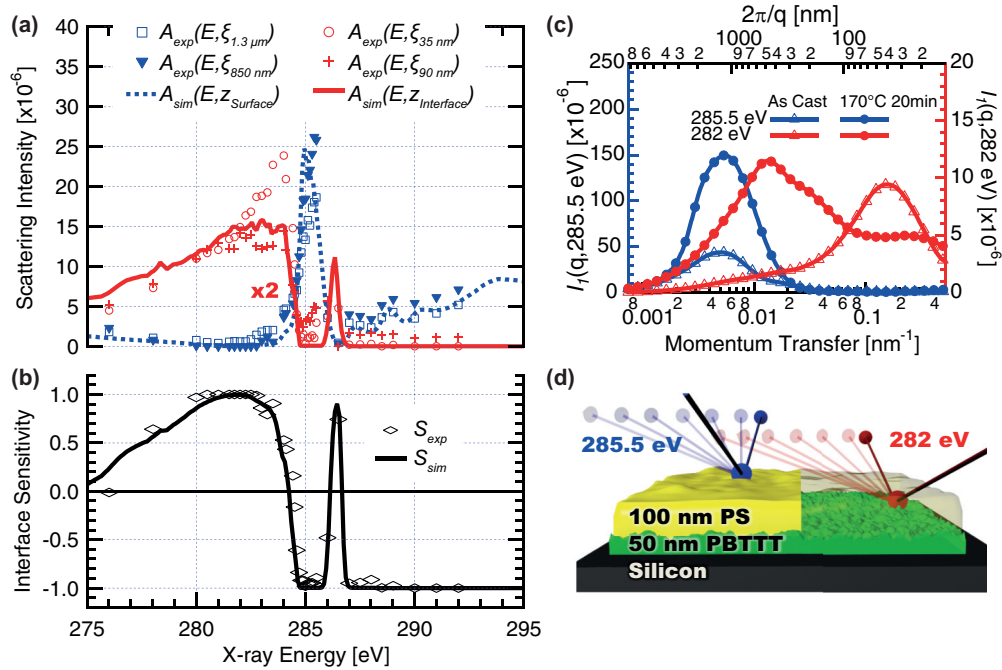 (a)
A_exp(E,ξ_1.3 µm)
A_exp(E,ξ_35 nm)
A_exp(E,ξ_850 nm)
A_exp(E,ξ_90 nm)
A_sim(E,z_Surface)
A_sim(E,z_Interface)
Scattering Intensity [x10⁻⁶]
40
35
30
25
20
15
10
5
0
x2
(b)
Interface Sensitivity
1.0
0.5
0.0
-0.5
-1.0
S_exp
S_sim
275 280 285 290 295
X-ray Energy [eV]
(c)
2π/q [nm]
1000 100
8 6 4 3 2 9 7 5 4 3 2 9 7 5 4 3 2
I_f(q,285.5 eV) [x10⁻⁶]
250
200
150
100
50
0
As Cast 170°C 20min
285.5 eV
282 eV
20
15
10
5
0
I_f(q,282 eV) [x10⁻⁶]
8 2 4 6 8 2 4 6 8 2 4
0.001 0.01 0.1
Momentum Transfer [nm⁻¹]
(d)
285.5 eV
282 eV
100 nm PS
50 nm PBTTT
Silicon